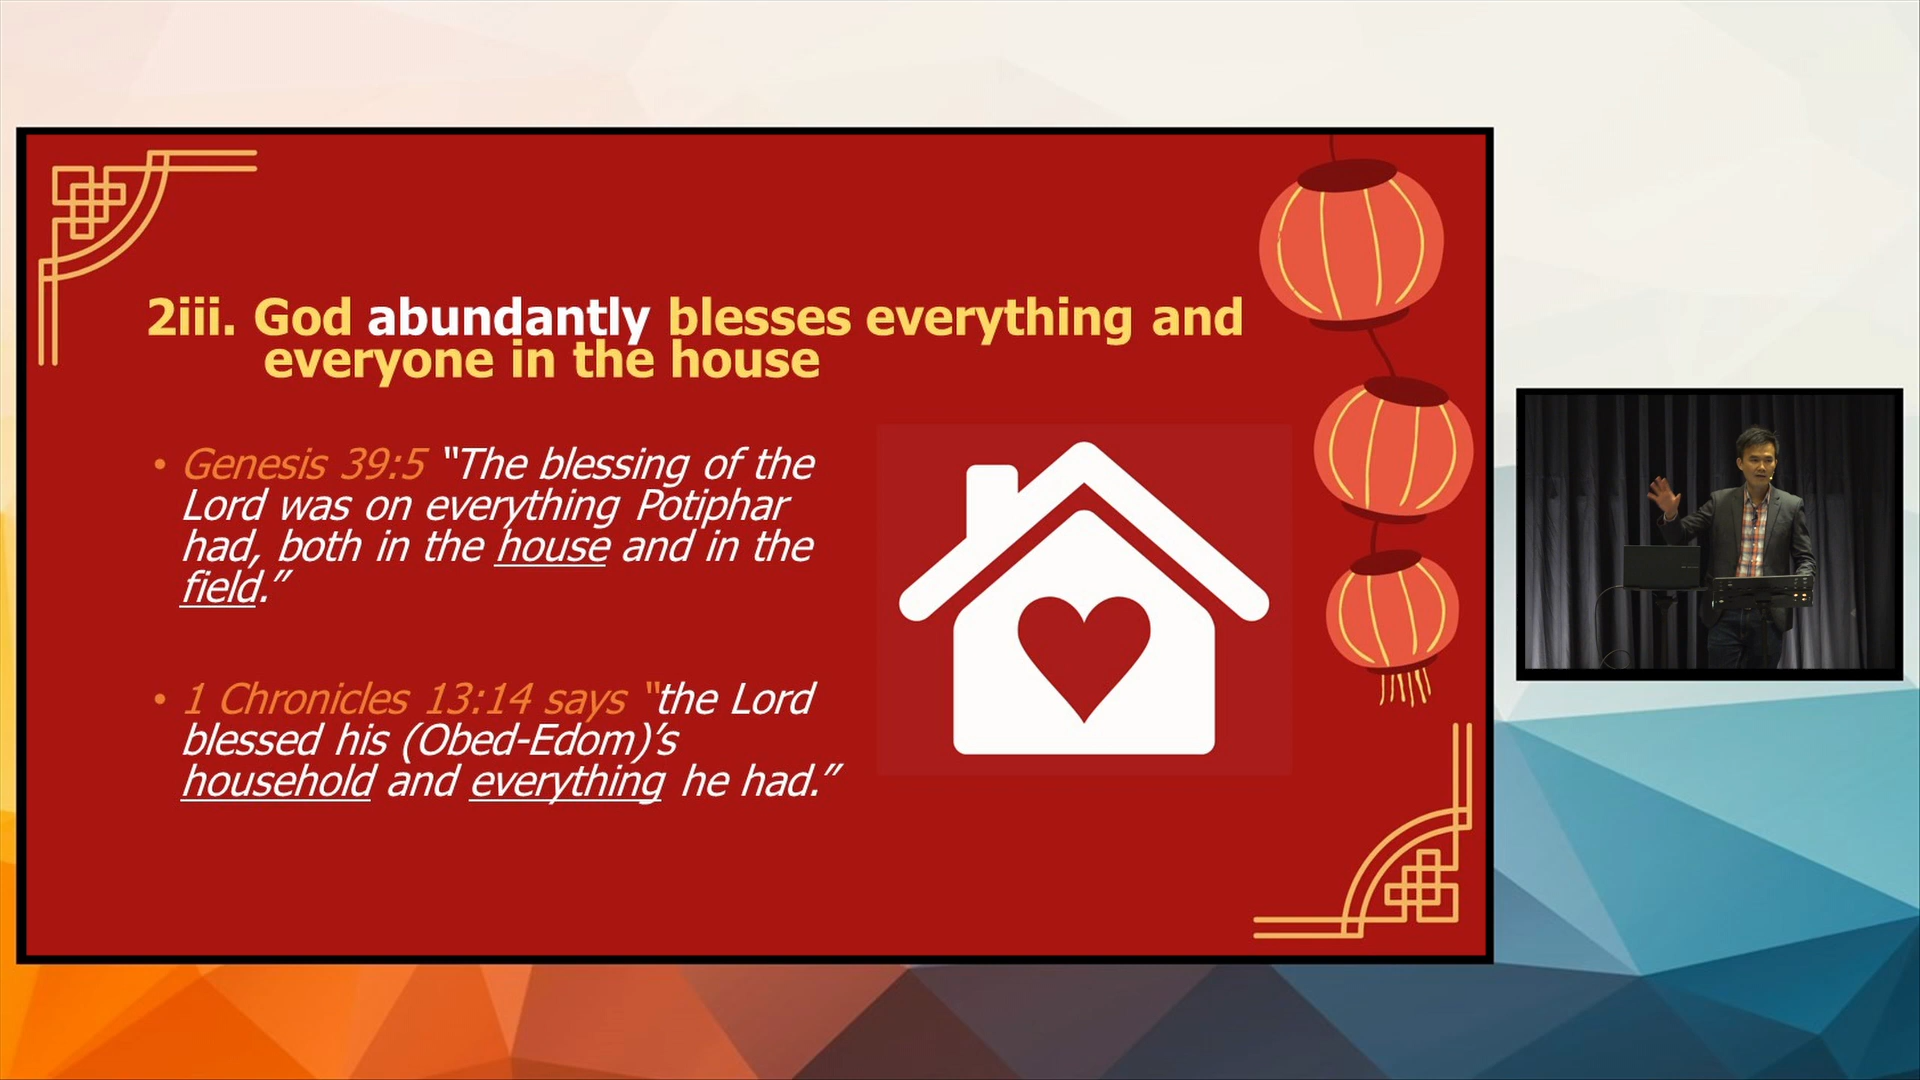 2iii. God abundantly blesses everything and
everyone in the house
• Genesis 39:5 “The blessing of the
Lord was on everything Potiphar
had, both in the house and in the
field.”
• 1 Chronicles 13:14 says “the Lord
blessed his (Obed-Edom)’s
household and everything he had.”